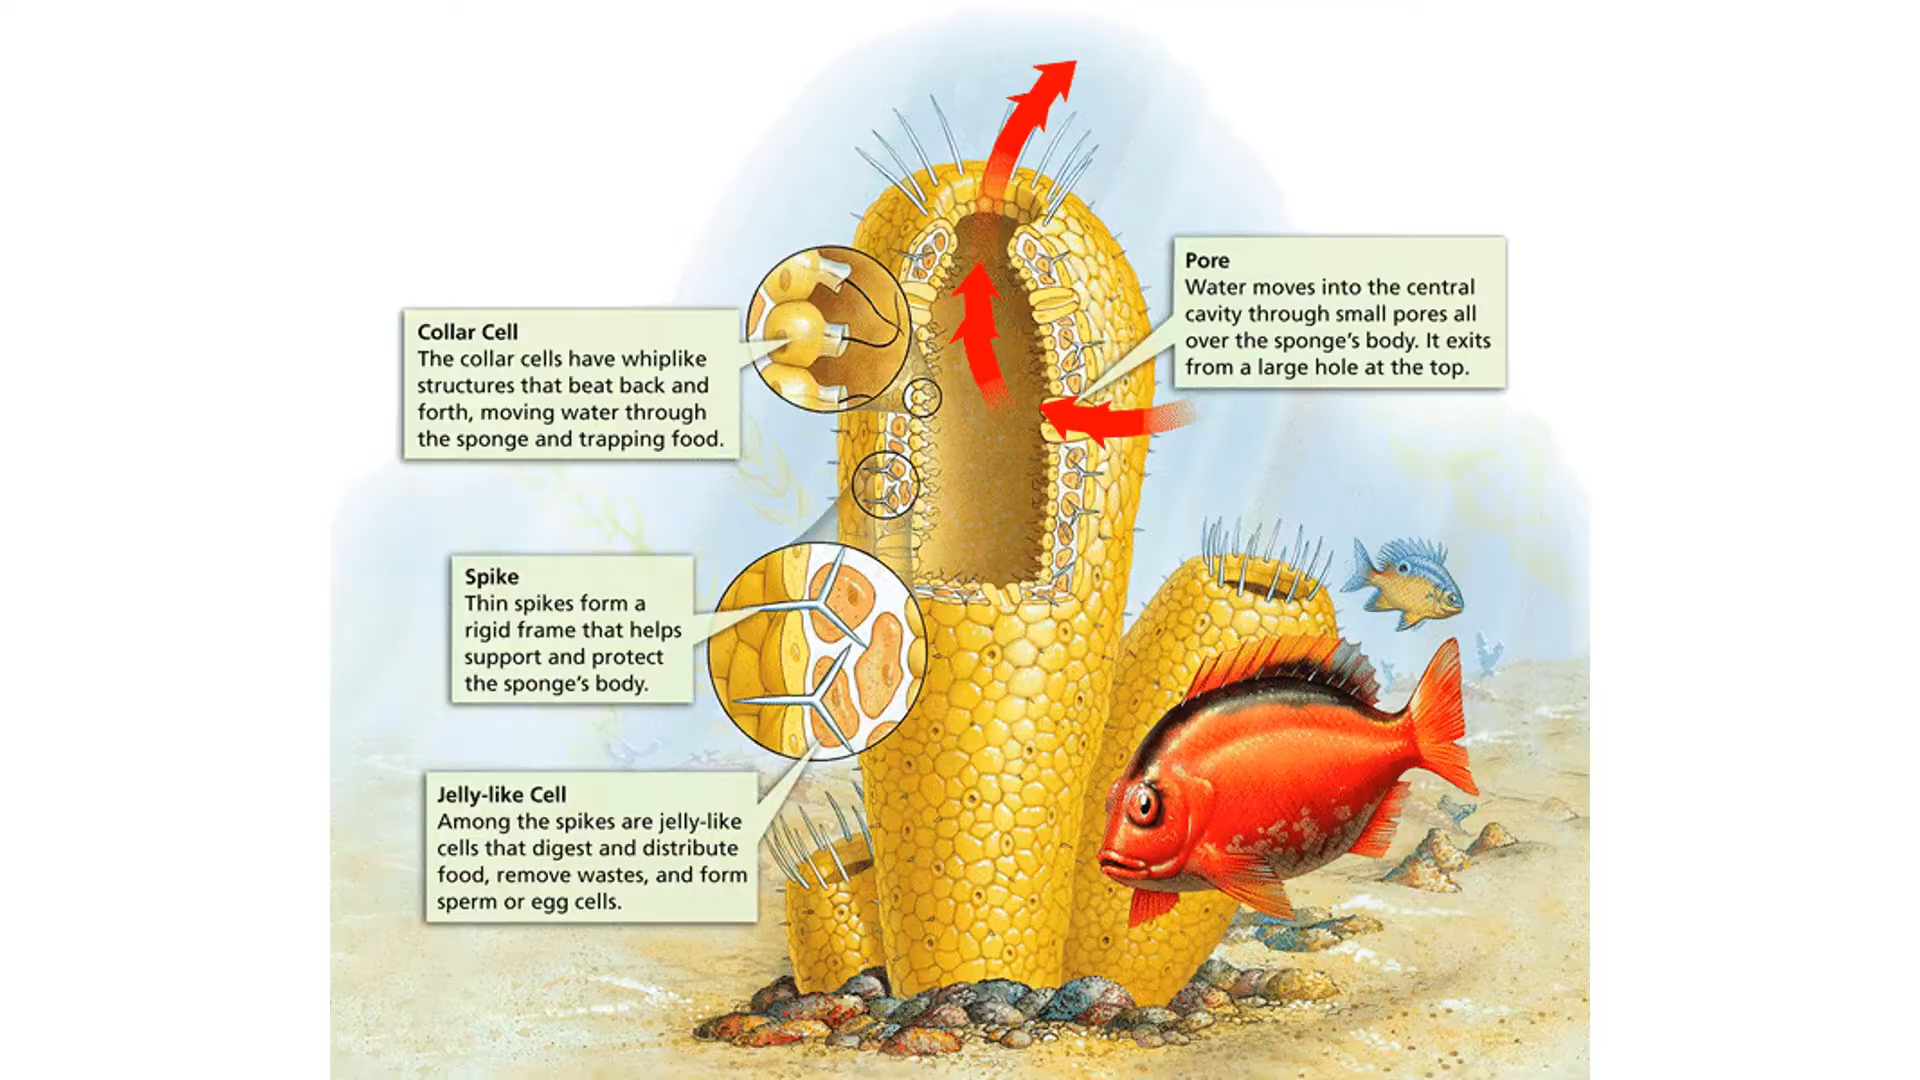 Collar Cell
The collar cells have whiplike
structures that beat back and
forth, moving water through
the sponge and trapping food.
Pore
Water moves into the central
cavity through small pores all
over the sponge’s body. It exits
from a large hole at the top.
Spike
Thin spikes form a
rigid frame that helps
support and protect
the sponge’s body.
Jelly-like Cell
Among the spikes are jelly-like
cells that digest and distribute
food, remove wastes, and form
sperm or egg cells.